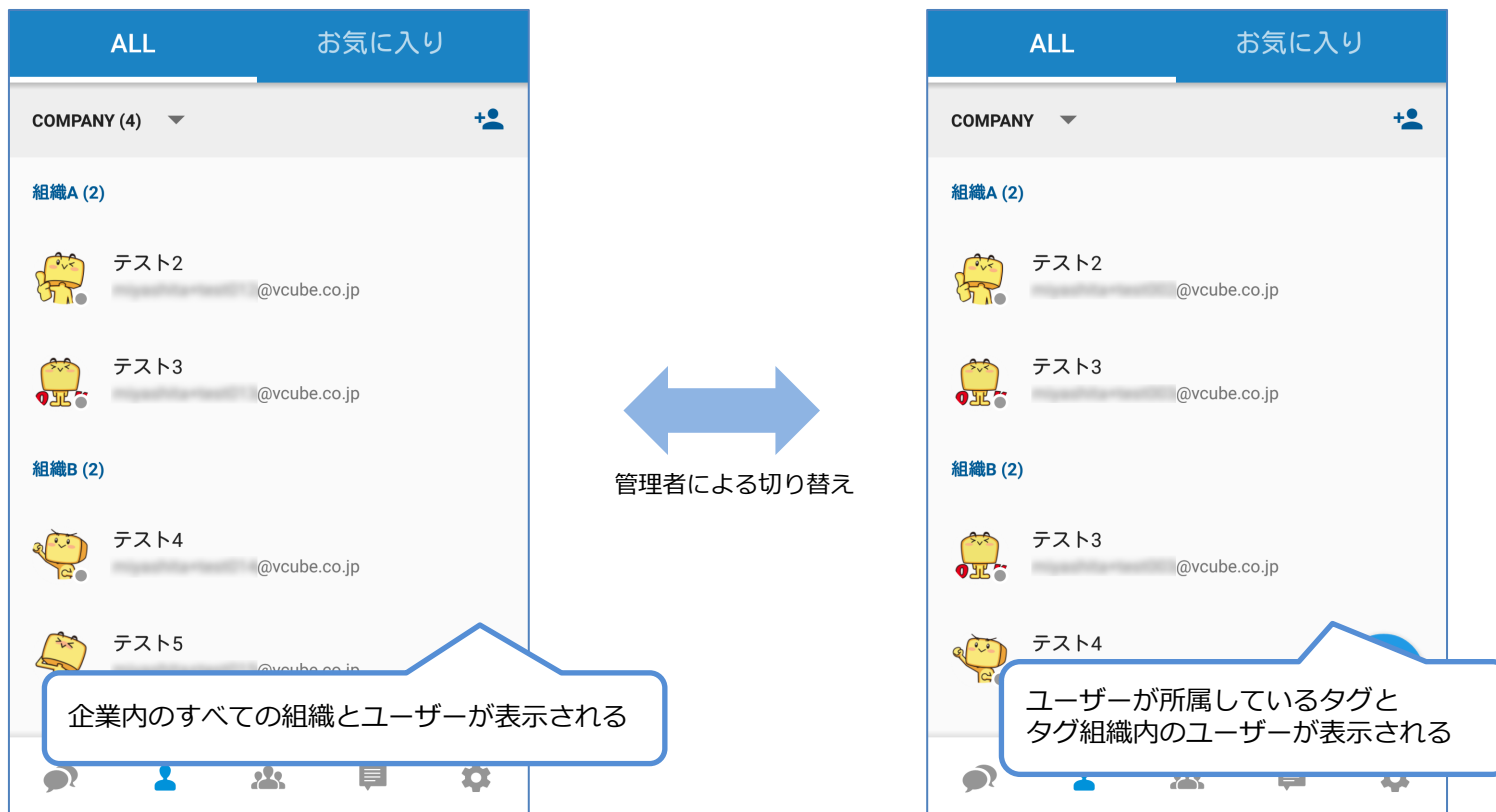 ALL
お気に入り
COMPANY (4)
組織A (2)
テスト2
@vcube.co.jp
テスト3
@vcube.co.jp
組織B (2)
テスト4
@vcube.co.jp
テスト5
@vcube.co.jp
企業内のすべての組織とユーザーが表示される
管理者による切り替え
ALL
お気に入り
COMPANY
組織A (2)
テスト2
@vcube.co.jp
テスト3
@vcube.co.jp
組織B (2)
テスト3
@vcube.co.jp
テスト4
ユーザーが所属しているタグと
タグ組織内のユーザーが表示される